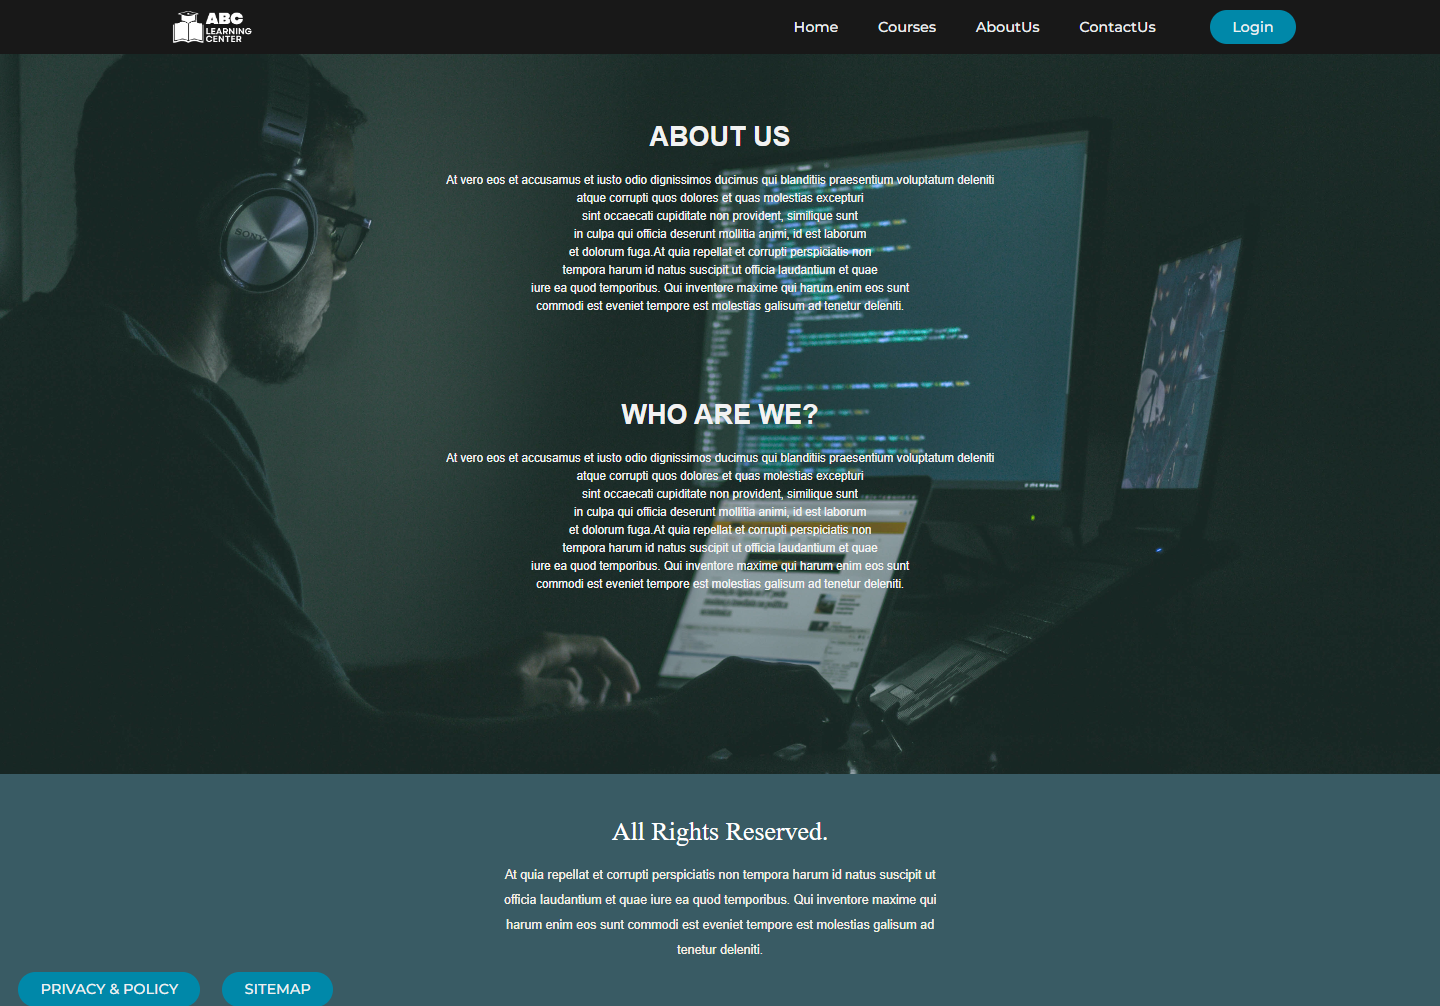 ABC
LEARNING
CENTER
Home
Courses
AboutUs
ContactUs
Login
SONY
ABOUT US
At vero eos et accusamus et iusto odio dignissimos ducimus qui blanditiis praesentium voluptatum deleniti
atque corrupti quos dolores et quas molestias excepturi
sint occaecati cupiditate non provident, similique sunt
in culpa qui officia deserunt mollitia animi, id est laborum
et dolorum fuga.At quia repellat et corrupti perspiciatis non
tempora harum id natus suscipit ut officia laudantium et quae
iure ea quod temporibus. Qui inventore maxime qui harum enim eos sunt
commodi est eveniet tempore est molestias galisum ad tenetur deleniti.
WHO ARE WE?
At vero eos et accusamus et iusto odio dignissimos ducimus qui blanditiis praesentium voluptatum deleniti
atque corrupti quos dolores et quas molestias excepturi
sint occaecati cupiditate non provident, similique sunt
in culpa qui officia deserunt mollitia animi, id est laborum
et dolorum fuga.At quia repellat et corrupti perspiciatis non
tempora harum id natus suscipit ut officia laudantium et quae
iure ea quod temporibus. Qui inventore maxime qui harum enim eos sunt
commodi est eveniet tempore est molestias galisum ad tenetur deleniti.
All Rights Reserved.
At quia repellat et corrupti perspiciatis non tempora harum id natus suscipit ut
officia laudantium et quae iure ea quod temporibus. Qui inventore maxime qui
harum enim eos sunt commodi est eveniet tempore est molestias galisum ad
tenetur deleniti.
PRIVACY & POLICY
SITEMAP